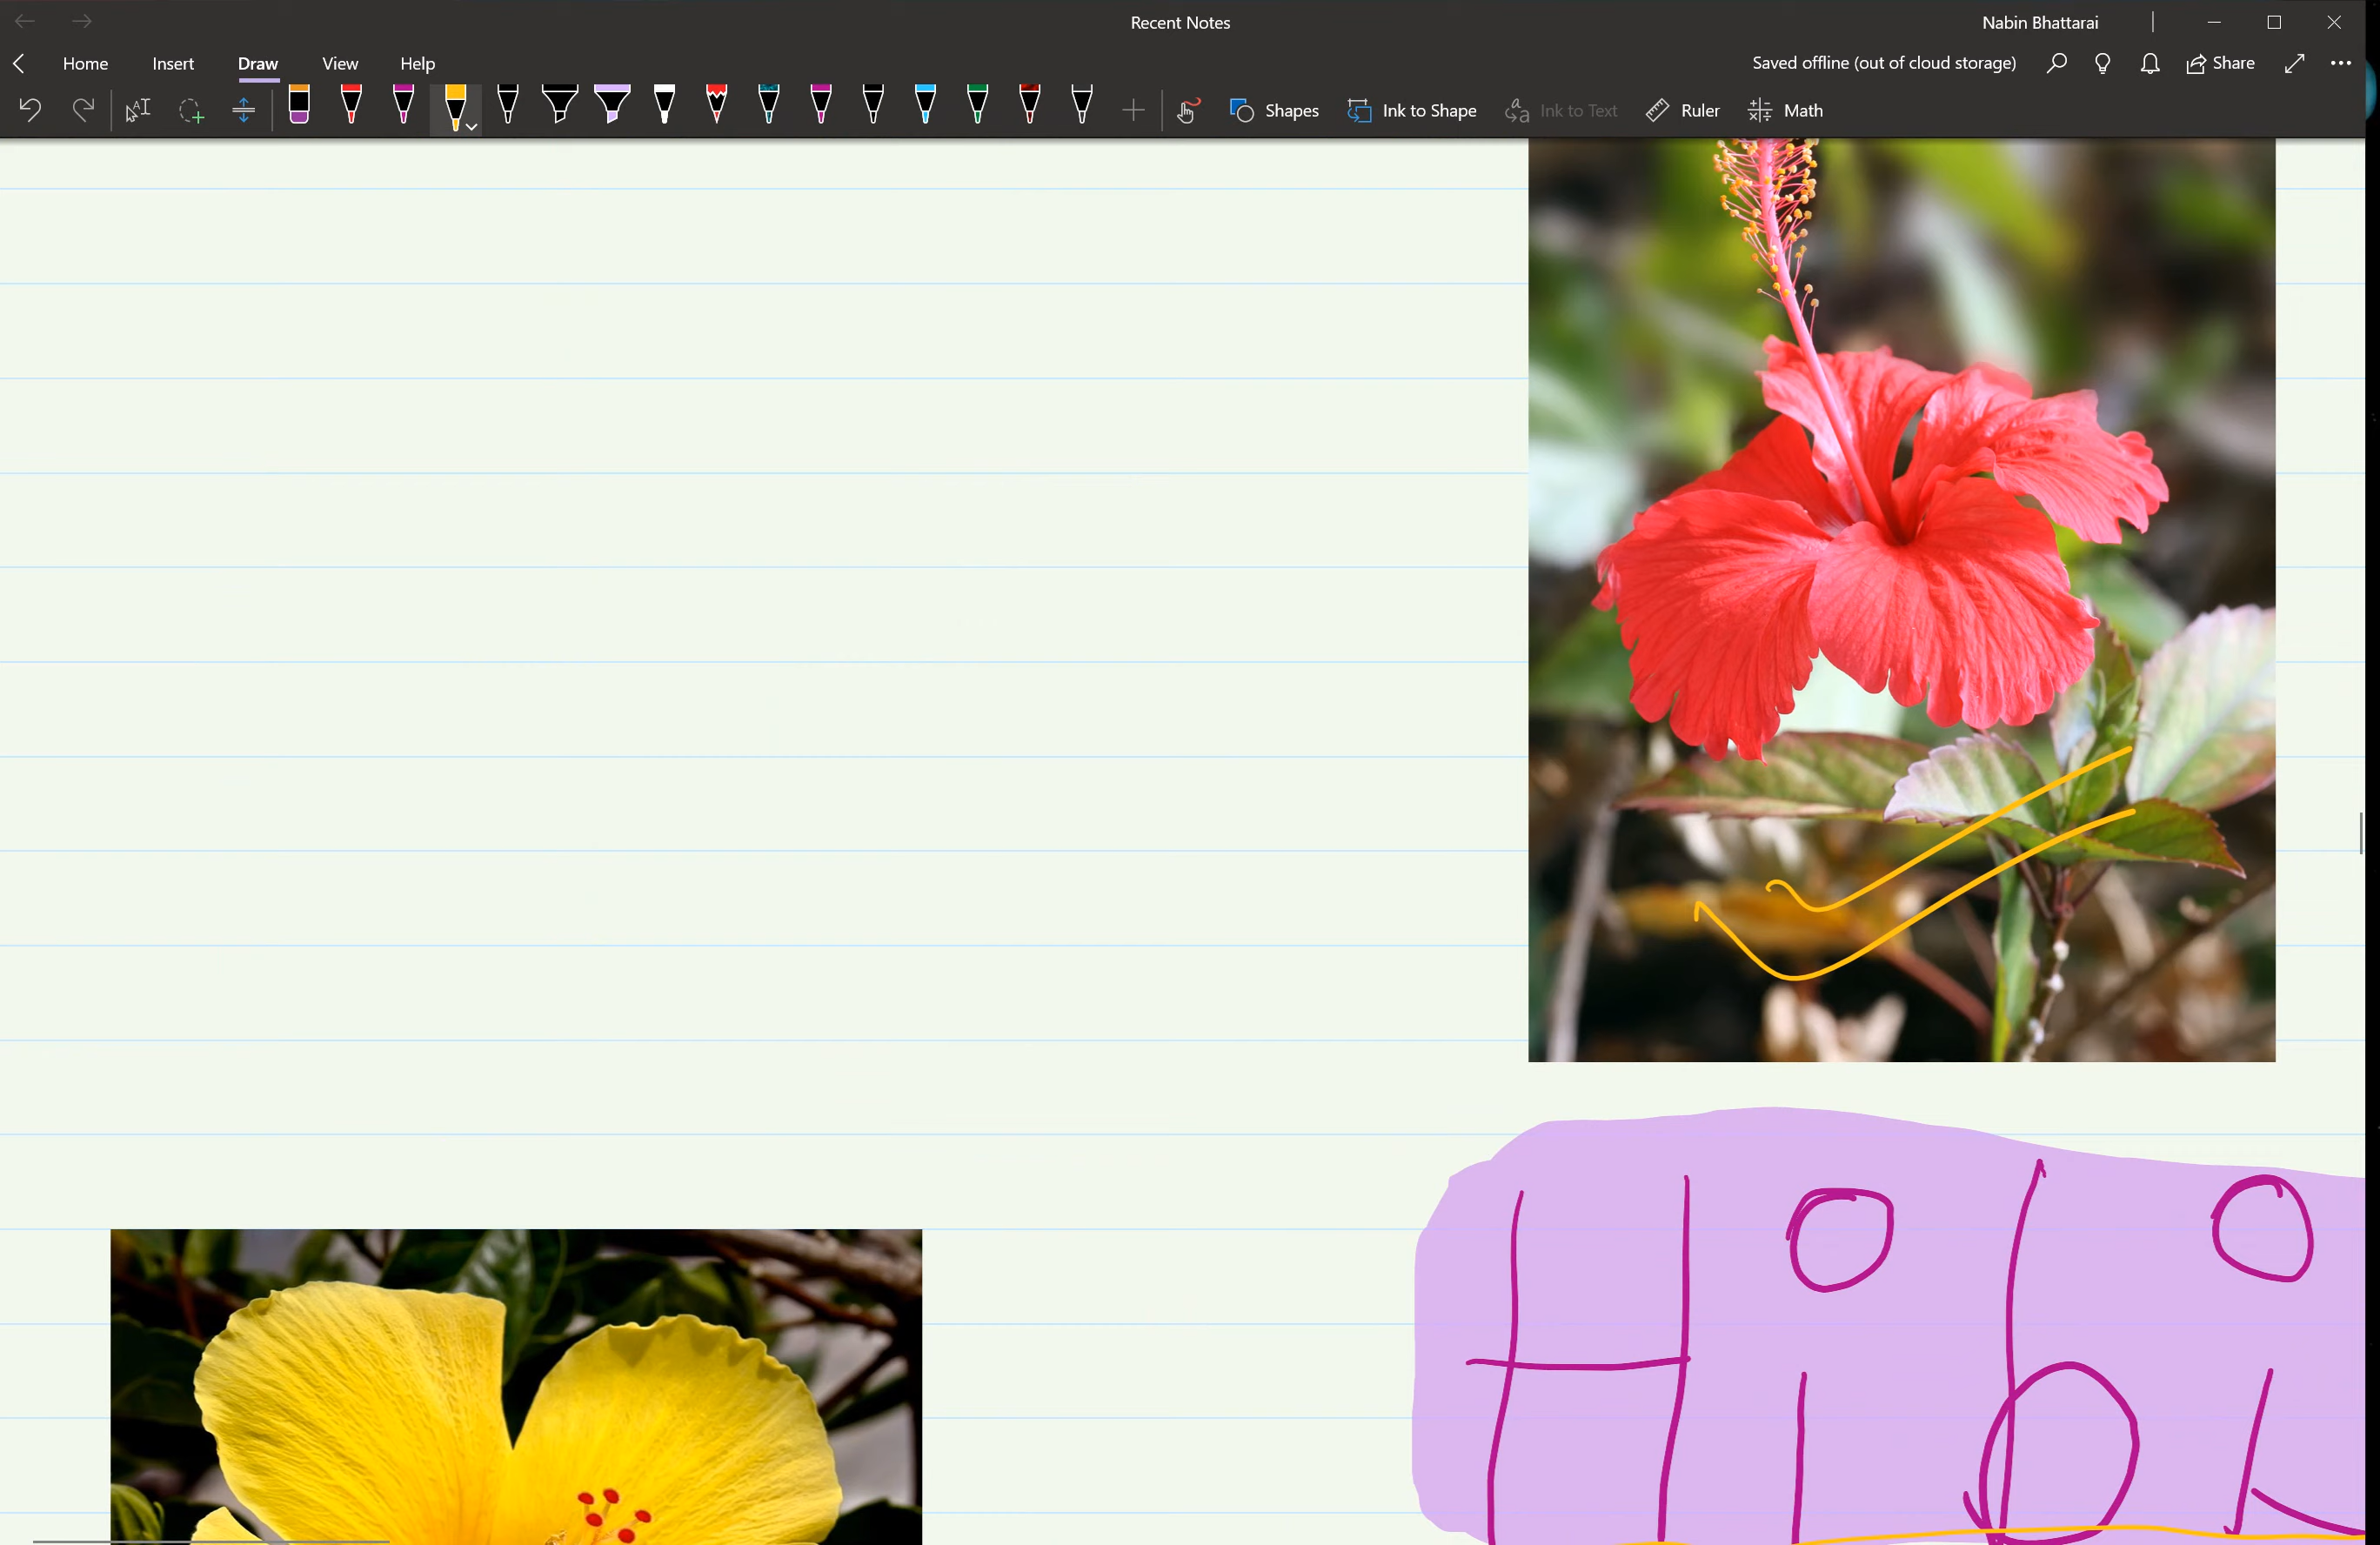 Recent Notes
Nabin Bhattarai
Home Insert Draw View Help
Saved offline (out of cloud storage)
Share
Shapes
Ink to Shape
Ink to Text
Ruler
Math